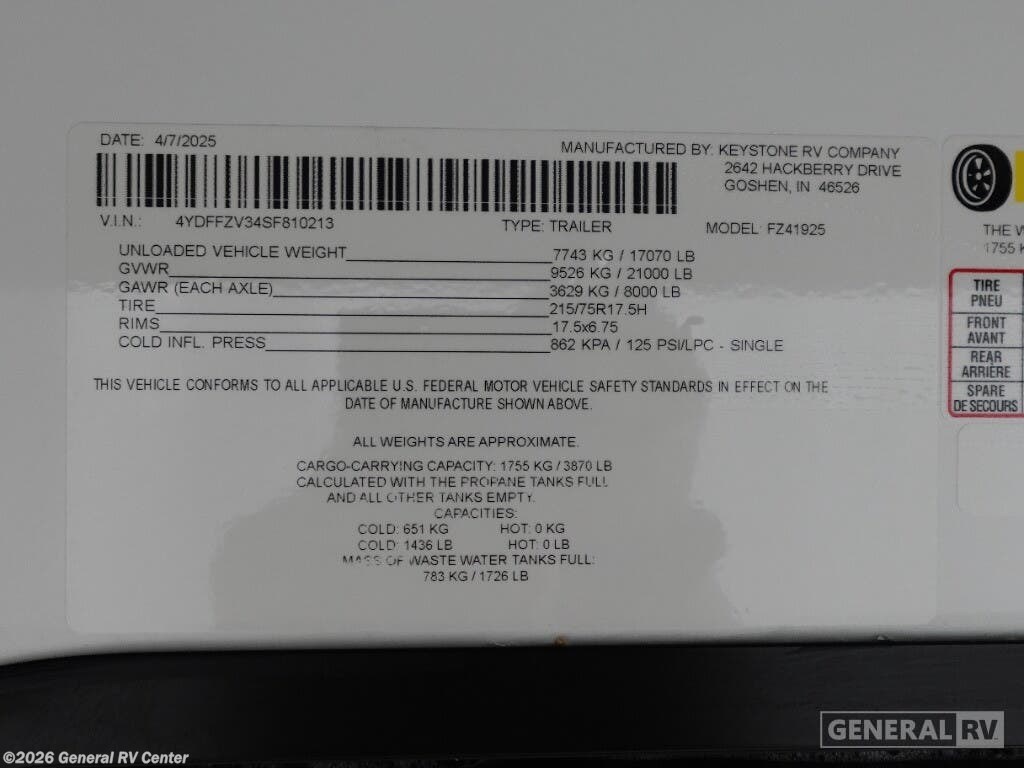 DATE: 4/7/2025
MANUFACTURED BY: KEYSTONE RV COMPANY
2642 HACKBERRY DRIVE
GOSHEN, IN 46526
V.I.N.: 4YDFFZV34SF810213 TYPE: TRAILER MODEL: FZ41925
UNLOADED VEHICLE WEIGHT 7743 KG / 17070 LB
GVWR 9526 KG / 21000 LB
GAWR (EACH AXLE) 3629 KG / 8000 LB
TIRE 215/75R17.5H
RIMS 17.5x6.75
COLD INFL. PRESS 862 KPA / 125 PSI/LPC - SINGLE
THIS VEHICLE CONFORMS TO ALL APPLICABLE U.S. FEDERAL MOTOR VEHICLE SAFETY STANDARDS IN EFFECT ON THE
DATE OF MANUFACTURE SHOWN ABOVE.
ALL WEIGHTS ARE APPROXIMATE.
CARGO-CARRYING CAPACITY: 1755 KG / 3870 LB
CALCULATED WITH THE PROPANE TANKS FULL
AND ALL OTHER TANKS EMPTY.
CAPACITIES:
COLD: 651 KG HOT: 0 KG
COLD: 1436 LB HOT: 0 LB
MASS OF WASTE WATER TANKS FULL:
783 KG / 1726 LB
THE W
1755 K
TIRE
PNEU
FRONT
AVANT
REAR
ARRIÈRE
SPARE
DE SECOURS
GENERAL RV
©2026 General RV Center